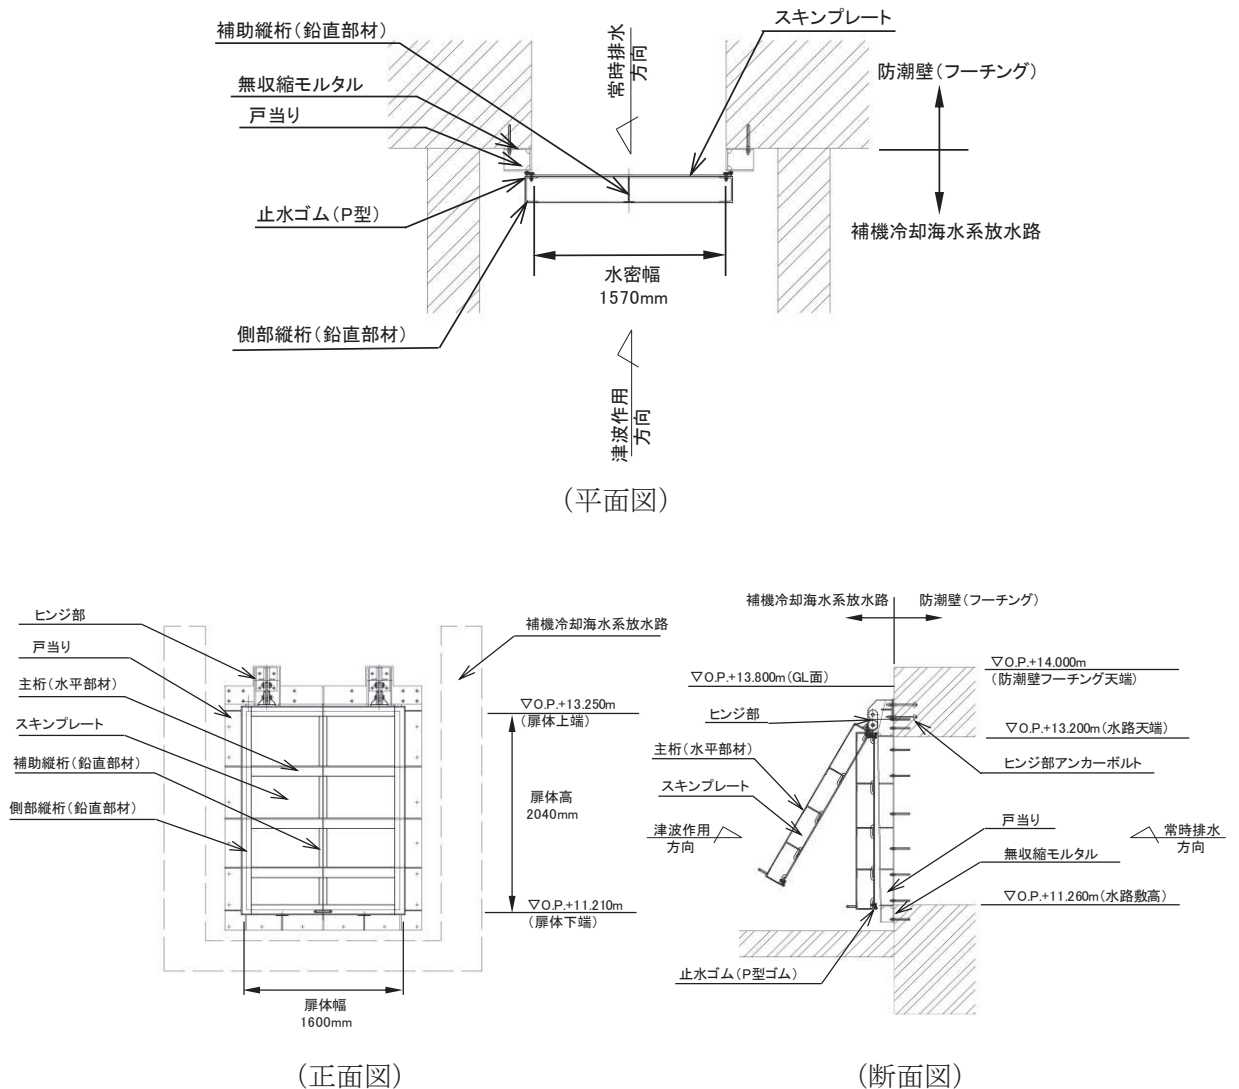 補助縦桁(鉛直部材)
スキンプレート
常時排水
方向
防潮壁(フーチング)
無収縮モルタル
戸当り
止水ゴム(P型)
補機冷却海水系放水路
水密幅
1570mm
側部縦桁(鉛直部材)
津波作用
方向
(平面図)
ヒンジ部
戸当り
主桁(水平部材)
スキンプレート
補助縦桁(鉛直部材)
側部縦桁(鉛直部材)
補機冷却海水系放水路
▽O.P.+13.250m
(扉体上端)
扉体高
2040mm
▽O.P.+11.210m
(扉体下端)
扉体幅
1600mm
(正面図)
補機冷却海水系放水路
防潮壁(フーチング)
▽O.P.+14.000m
(防潮壁フーチング天端)
▽O.P.+13.800m(GL面)
ヒンジ部
▽O.P.+13.200m(水路天端)
主桁(水平部材)
ヒンジ部アンカーボルト
スキンプレート
津波作用
方向
戸当り
常時排水
方向
無収縮モルタル
▽O.P.+11.260m(水路敷高)
止水ゴム(P型ゴム)
(断面図)